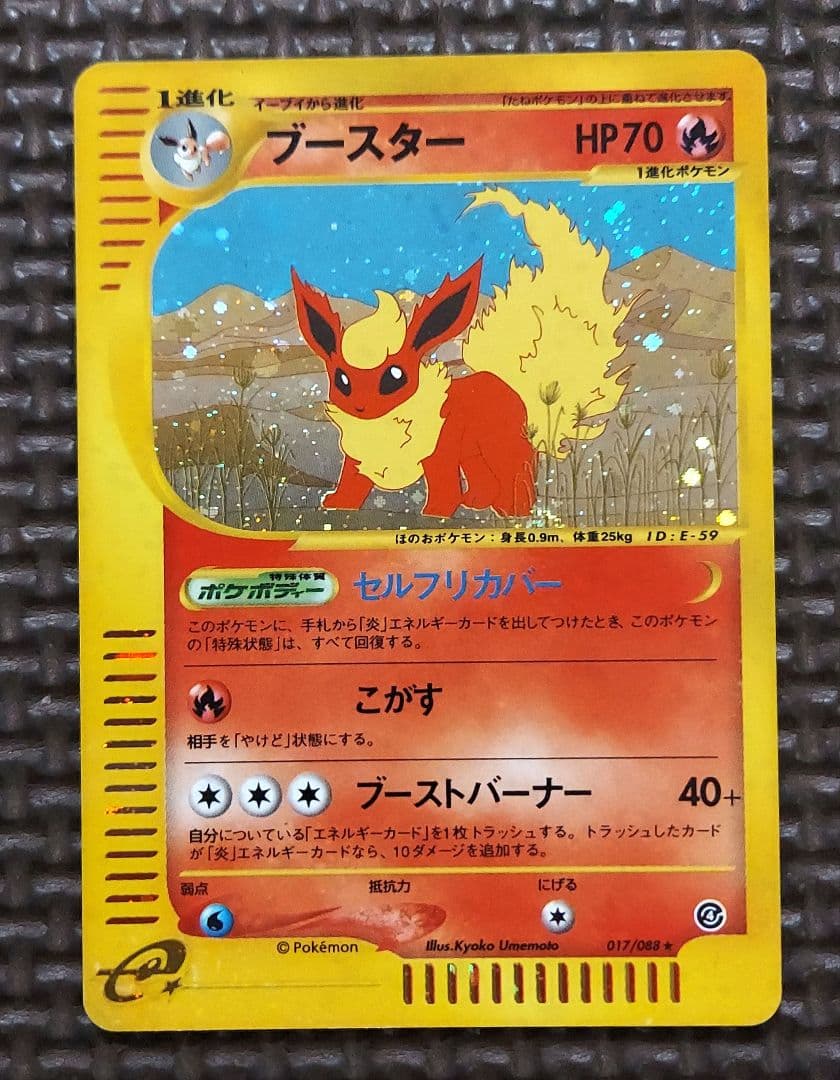 1進化
イーブイから進化
「たねポケモン」の上に重ねて進化させます。
ブースター
HP70
1進化ポケモン
ほのおポケモン：身長0.9m、体重25kg ID:E-59
特殊体質
ポケボディー
セルフリカバー
このポケモンに、手札から「炎」エネルギーカードを出してつけたとき、このポケモン
の「特殊状態」は、すべて回復する。
こがす
相手を「やけど」状態にする。
ブーストバーナー 40+
自分についている「エネルギーカード」を1枚トラッシュする。トラッシュしたカード
が「炎」エネルギーカードなら、10ダメージを追加する。
弱点 抵抗力 にげる
© Pokémon Illus.Kyoko Umemoto 017/088★
e